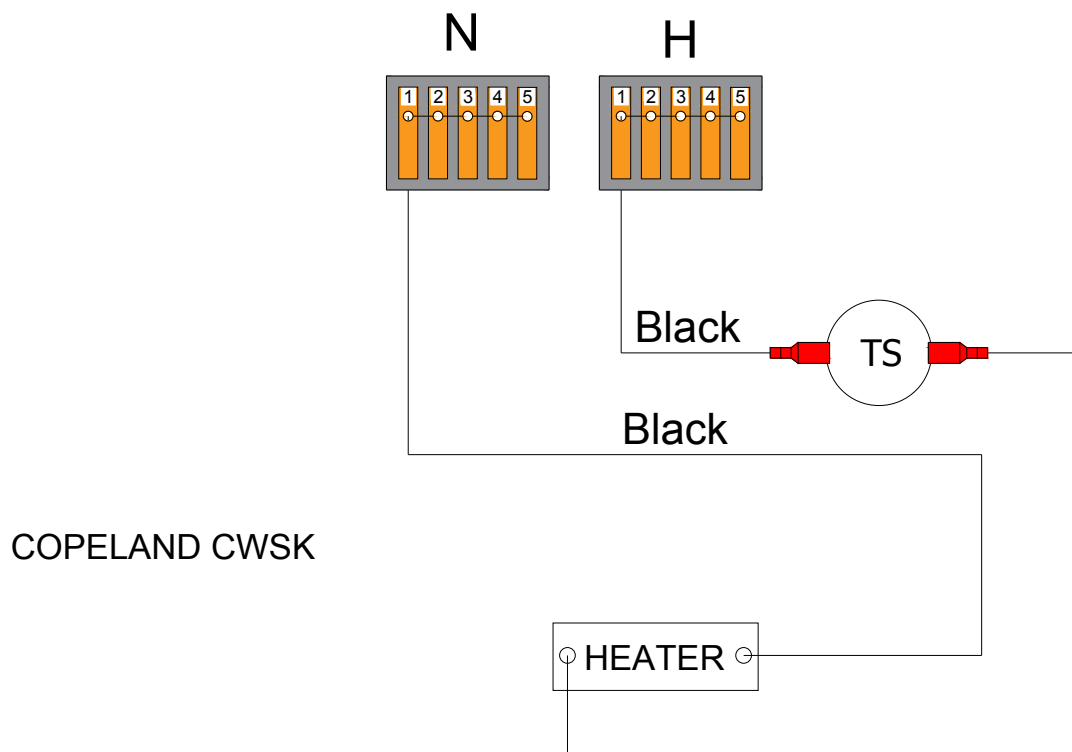 N H
1 2 3 4 5 1 2 3 4 5
Black
TS
Black
COPELAND CWSK
HEATER